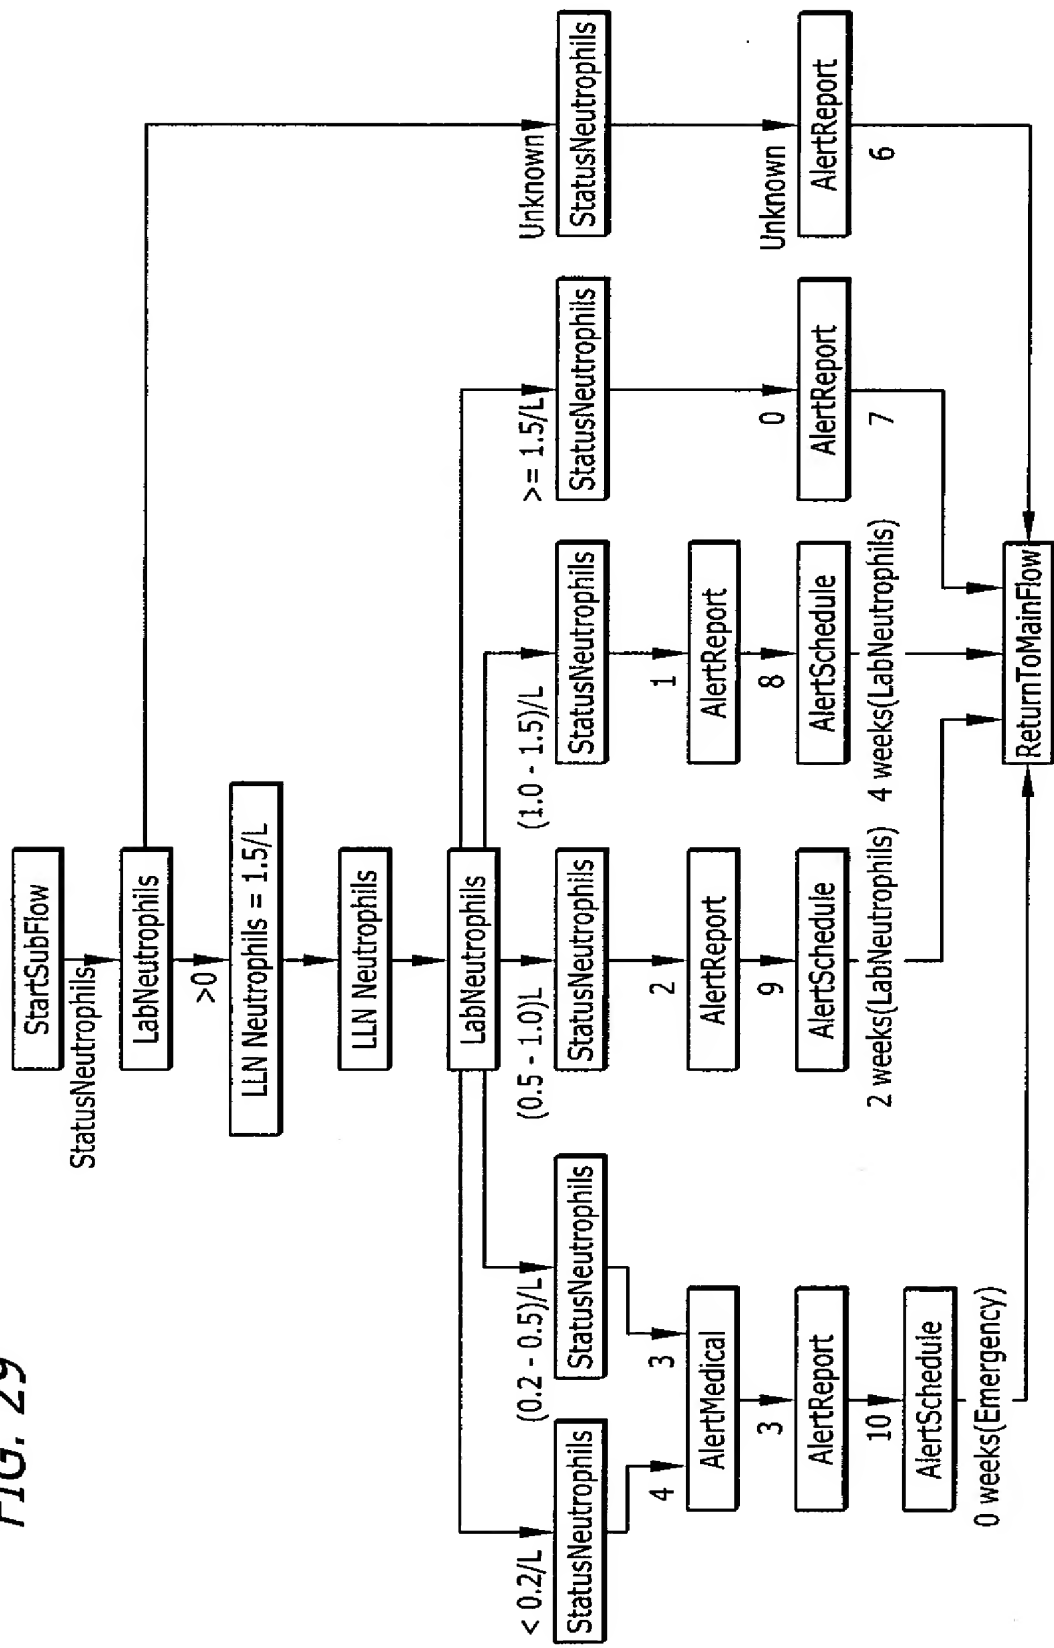 FIG. 29
StartSubFlow
StatusNeutrophils
LabNeutrophils
>0
LLN Neutrophils = 1.5/L
LLN Neutrophils
LabNeutrophils
< 0.2/L
(0.2 - 0.5)/L
(0.5 - 1.0)L
(1.0 - 1.5)/L
>= 1.5/L
Unknown
StatusNeutrophils
StatusNeutrophils
StatusNeutrophils
StatusNeutrophils
StatusNeutrophils
StatusNeutrophils
4
3
2
1
0
Unknown
AlertMedical
AlertReport
AlertReport
3
9
8
AlertReport
AlertSchedule
AlertSchedule
AlertReport
AlertReport
10
2 weeks(LabNeutrophils)
4 weeks(LabNeutrophils)
7
6
AlertSchedule
0 weeks(Emergency)
ReturnToMainFlow